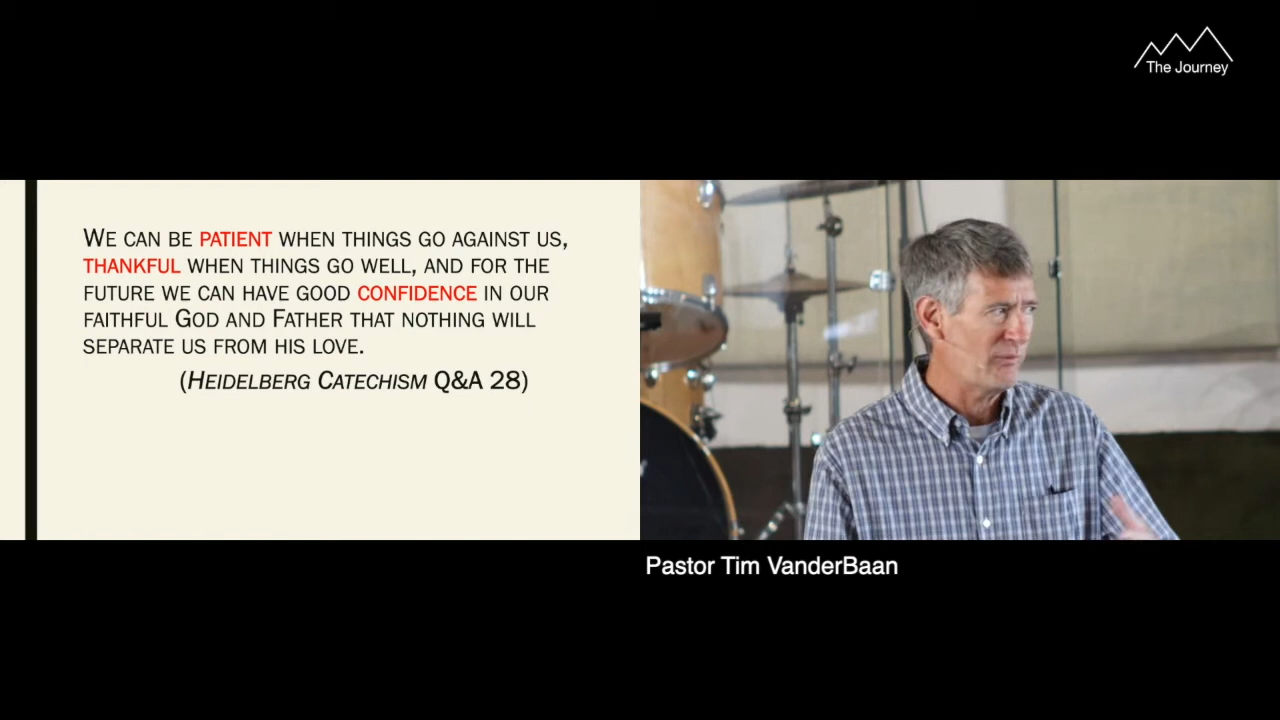 The Journey
WE CAN BE PATIENT WHEN THINGS GO AGAINST US,
THANKFUL WHEN THINGS GO WELL, AND FOR THE
FUTURE WE CAN HAVE GOOD CONFIDENCE IN OUR
FAITHFUL GOD AND FATHER THAT NOTHING WILL
SEPARATE US FROM HIS LOVE.
(HEIDELBERG CATECHISM Q&A 28)
Pastor Tim VanderBaan